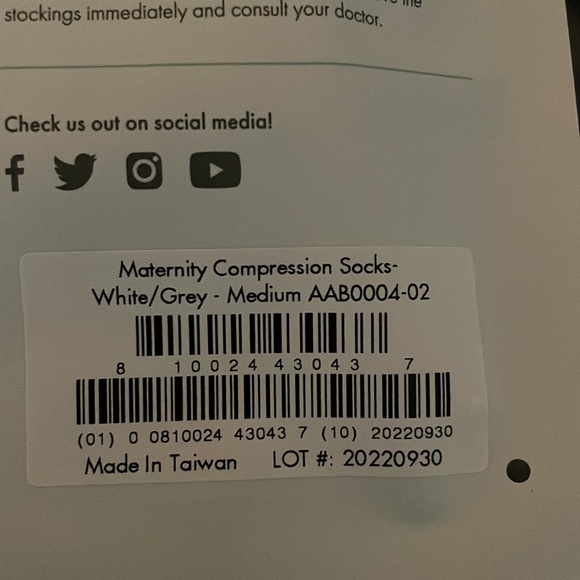 the
stockings immediately and consult your doctor.
Check us out on social media!
Maternity Compression Socks-
White/Grey - Medium AAB0004-02
8 10024 43043 7
(01) 0 0810024 43043 7 (10) 20220930
Made In Taiwan LOT #: 20220930